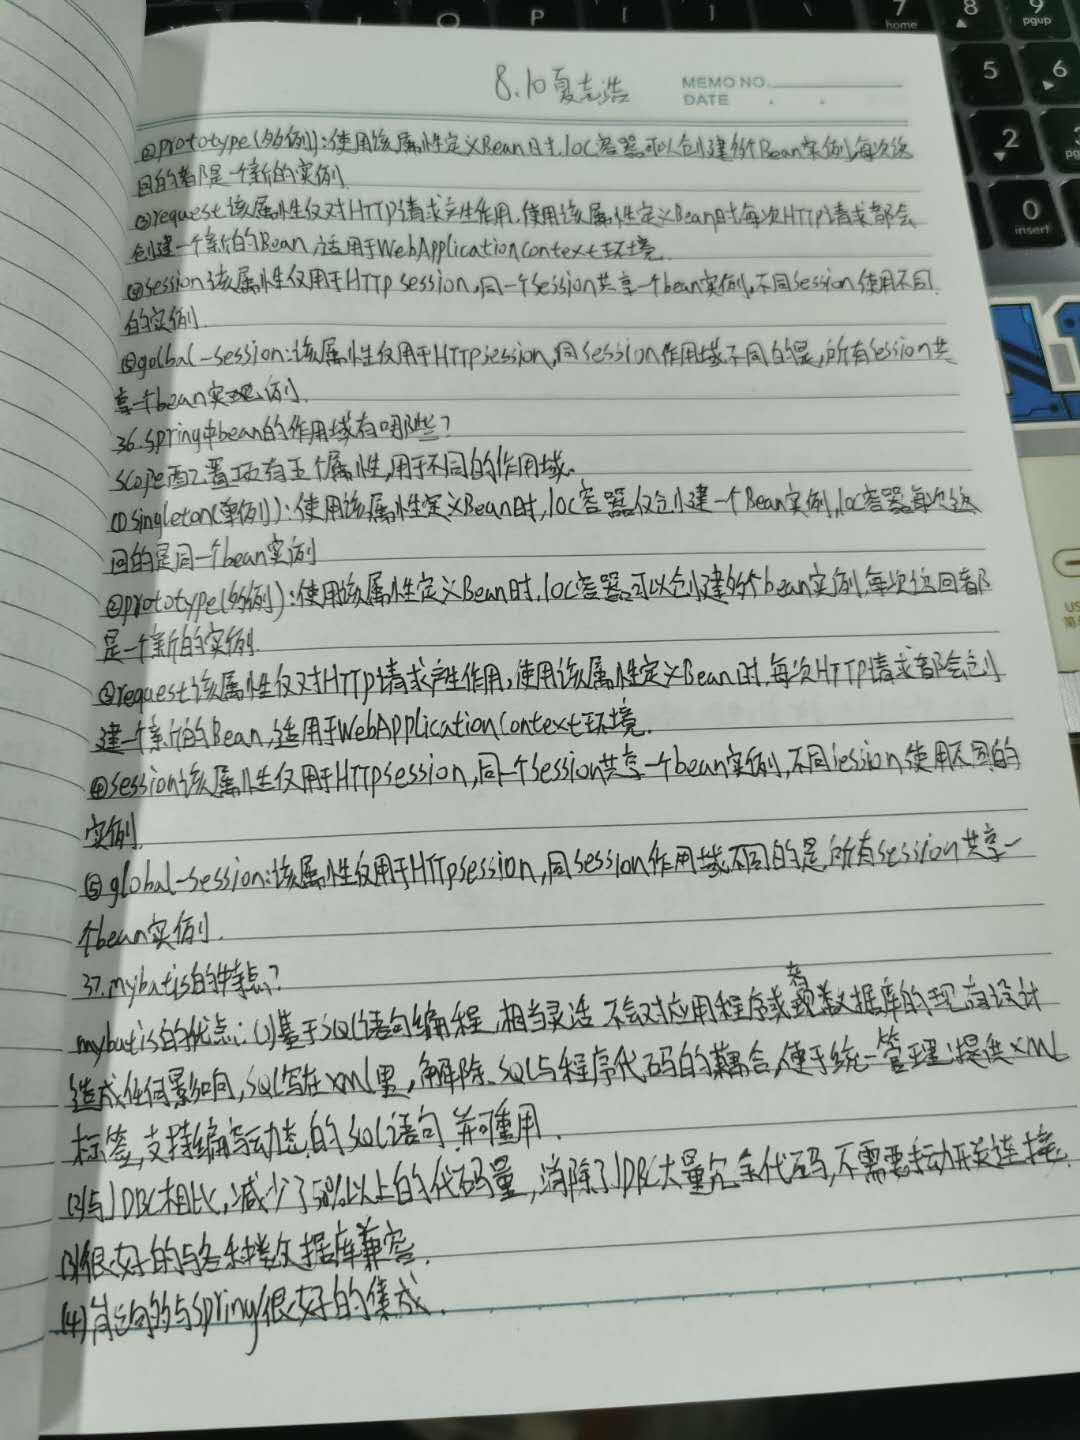 8.10夏志浩
MEMO NO.
DATE
②prototype(多例):使用该属性定义Bean时,IOC容器可以创建多个Bean实例,每次返
回的都是一个新的实例
③request该属性仅对HTTP请求产生作用,使用该属性定义Bean时每次HTTP请求都会
创建一个新的Bean,适用于WebApplicationContext环境.
④session该属性仅用于HTTP session,同一个session共享一个bean实例,不同session使用不同
的实例.
⑤golbal-session:该属性仅用于HTTPsession,同session作用域不同的是,所有session共
享一个bean实例.
36.spring中bean的作用域有哪些?
scope配置项有五个属性,用于不同的作用域.
①singleton(单例):使用该属性定义Bean时,IOC容器仅创建一个Bean实例,IOC容器每次返
回的是同一个bean实例
②prototype(多例):使用该属性定义Bean时,IOC容器可以创建多个bean实例,每次返回都
是一个新的实例.
③request该属性仅对HTTP请求产生作用,使用该属性定义Bean时,每次HTTP请求都会创
建一个新的Bean,适用于WebApplicationContext环境.
④session该属性仅用于HTTPsession,同一个session共享一个bean实例,不同session使用不同的
实例.
⑤global-session:该属性仅用于HTTPsession,同session作用域不同的是,所有session共享一
个bean实例.
37.mybatis的特点?
mybatis的优点:(1)基于SQL语句编程,相当灵活不会对应用程序或者数据库的现有设计
造成任何影响,SQL写在XML里,解除SQL与程序代码的耦合,便于统一管理;提供XML
标签,支持编写动态的SQL语句并可重用.
(2)与JDBC相比,减少了50%以上的代码量,消除了JDBC大量冗余代码,不需要手动开关连接.
(3)很好的与各种数据库兼容.
(4)能够与spring很好的集成.
7
home
8
9
pgup
5
6
2
3
0
insert
O
P